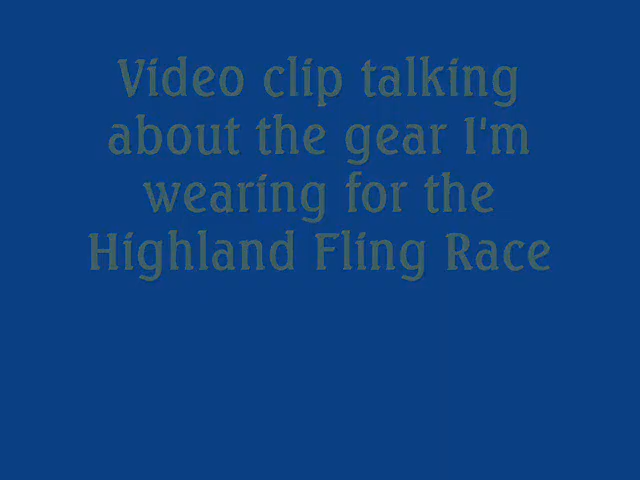 Video clip talking
about the gear I'm
wearing for the
Highland Fling Race